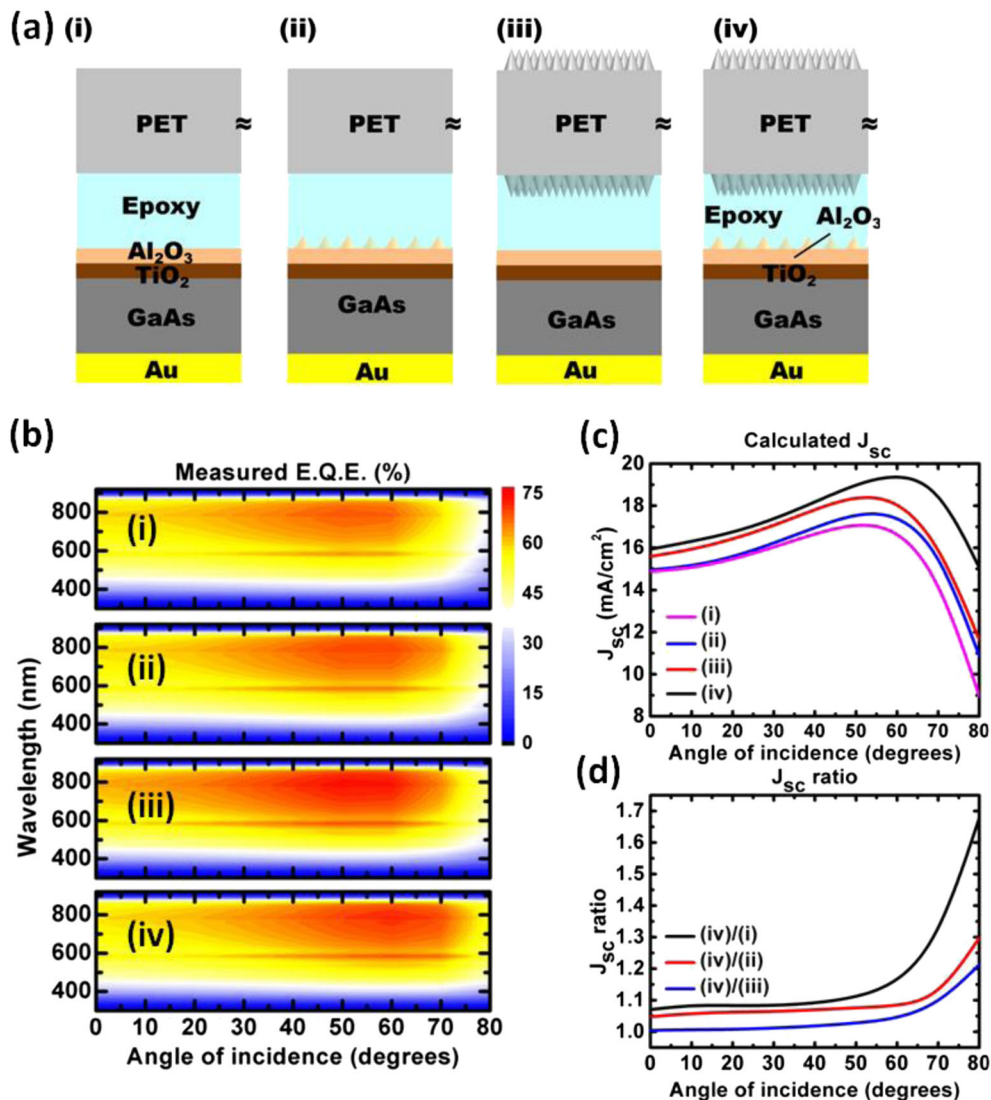 (a) (i) (ii) (iii) (iv)
PET ≈ PET ≈ PET ≈ PET ≈
Epoxy
Epoxy Al₂O₃
Al₂O₃
TiO₂ TiO₂
GaAs GaAs GaAs GaAs
Au Au Au Au
(b)
Measured E.Q.E. (%)
Wavelength (nm)
800
600
400
(i)
800
600
400
(ii)
800
600
400
(iii)
800
600
400
(iv)
0 10 20 30 40 50 60 70 80
Angle of incidence (degrees)
75
60
45
30
15
0
(c)
Calculated J_sc
J_sc (mA/cm²)
20
18
16
14
12
10
8
(i)
(ii)
(iii)
(iv)
0 10 20 30 40 50 60 70 80
Angle of incidence (degrees)
(d)
J_sc ratio
J_sc ratio
1.7
1.6
1.5
1.4
1.3
1.2
1.1
1.0
(iv)/(i)
(iv)/(ii)
(iv)/(iii)
0 10 20 30 40 50 60 70 80
Angle of incidence (degrees)